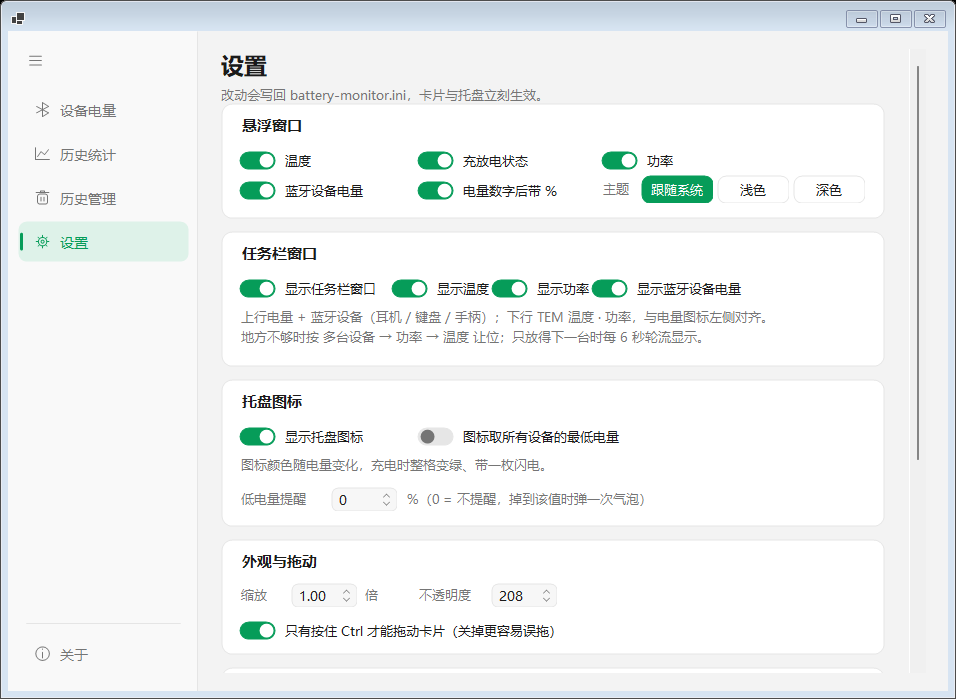 设备电量
历史统计
历史管理
设置
关于
设置
改动会写回 battery-monitor.ini，卡片与托盘立刻生效。
悬浮窗口
温度 充放电状态 功率
蓝牙设备电量 电量数字后带 % 主题 跟随系统 浅色 深色
任务栏窗口
显示任务栏窗口 显示温度 显示功率 显示蓝牙设备电量
上行电量 + 蓝牙设备（耳机 / 键盘 / 手柄）；下行 TEM 温度 · 功率，与电量图标左侧对齐。
地方不够时按 多台设备 → 功率 → 温度 让位；只放得下一台时每 6 秒轮流显示。
托盘图标
显示托盘图标 图标取所有设备的最低电量
图标颜色随电量变化，充电时整格变绿、带一枚闪电。
低电量提醒 0 %（0 = 不提醒，掉到该值时弹一次气泡）
外观与拖动
缩放 1.00 倍 不透明度 208
只有按住 Ctrl 才能拖动卡片（关掉更容易误拖）